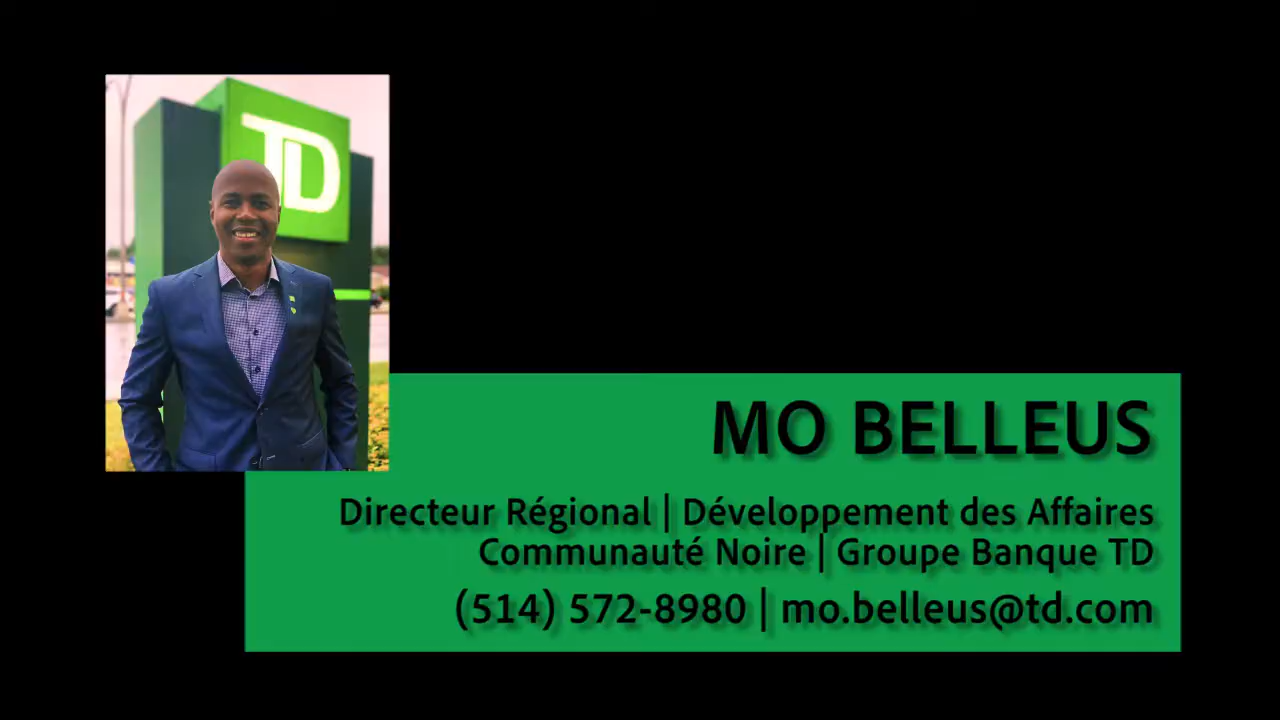 TD
MO BELLEUS
Directeur Régional | Développement des Affaires
Communauté Noire | Groupe Banque TD
(514) 572-8980 | mo.belleus@td.com